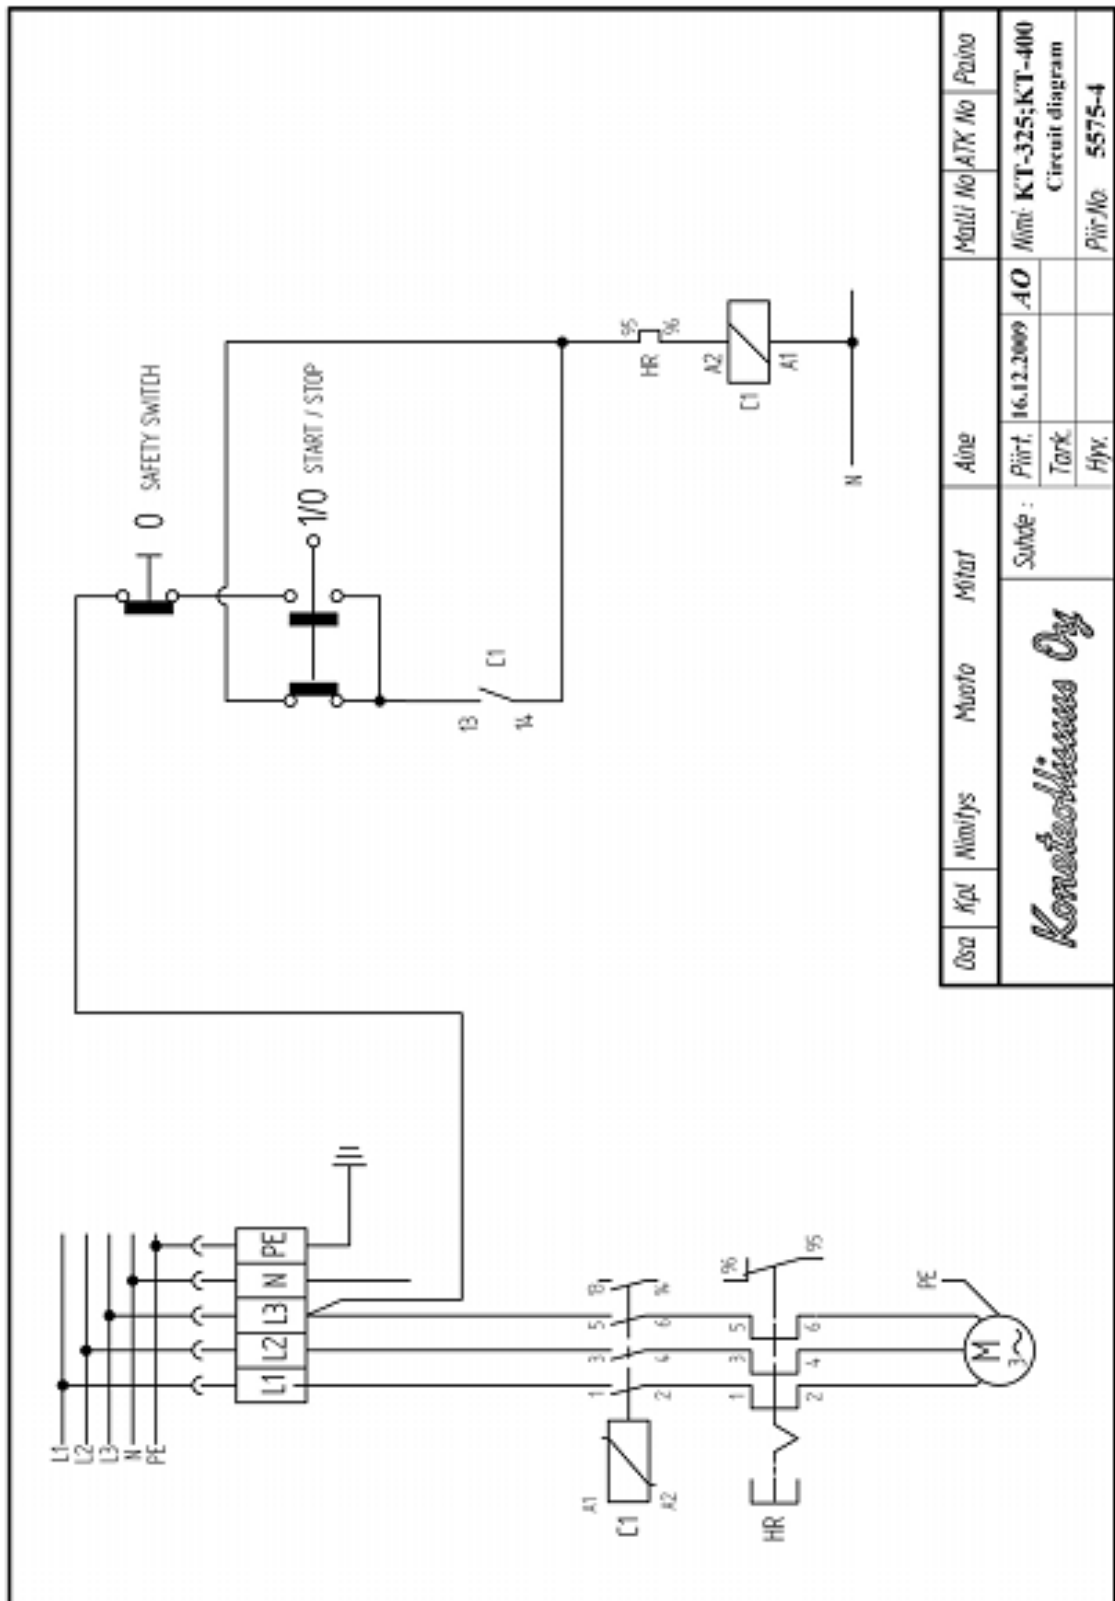 L1
L2
L3
N
PE
L1 L2 L3 N PE
A1
A2
C1
1 3 5 13
2 4 6 14
HR
1 3 5 96
2 4 6 95
M
3~
PE
O SAFETY SWITCH
1/0 START / STOP
13
14
C1
95
96
HR
A2
A1
C1
N
Osa Kpl Nimitys Muoto Mitat Aine Malli No ATK No Paino
Koneteollisuus Oy
Suhde :
Piirt. 16.12.2009 AO
Tark.
Hyv.
Nimi: KT-325;KT-400
Circuit diagram
Piir.No: 5575-4